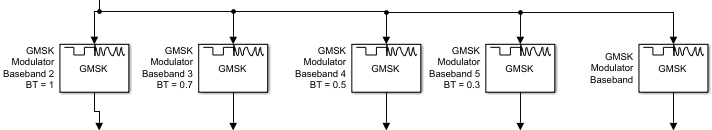 GMSK
Modulator
Baseband 2
BT = 1
GMSK
GMSK
Modulator
Baseband 3
BT = 0.7
GMSK
GMSK
Modulator
Baseband 4
BT = 0.5
GMSK
GMSK
Modulator
Baseband 5
BT = 0.3
GMSK
GMSK
Modulator
Baseband
GMSK